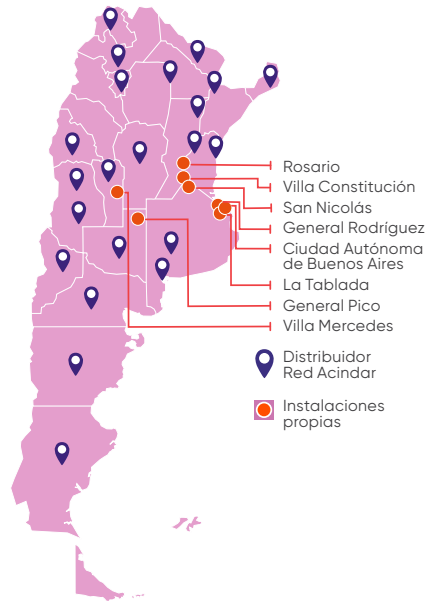 Rosario
Villa Constitución
San Nicolás
General Rodríguez
Ciudad Autónoma
de Buenos Aires
La Tablada
General Pico
Villa Mercedes
Distribuidor
Red Acindar
Instalaciones
propias